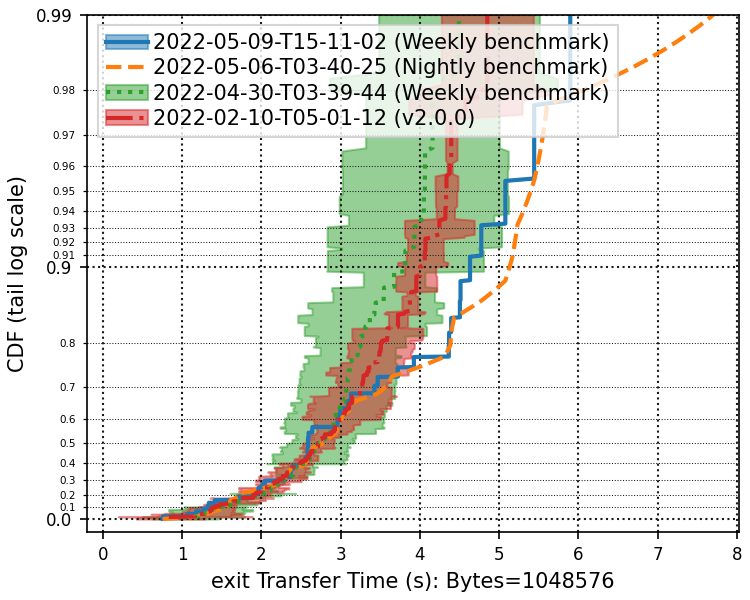 0.99
2022-05-09-T15-11-02 (Weekly benchmark)
2022-05-06-T03-40-25 (Nightly benchmark)
2022-04-30-T03-39-44 (Weekly benchmark)
2022-02-10-T05-01-12 (v2.0.0)
0.98
0.97
0.96
0.95
0.94
0.93
0.92
0.91
0.9
0.8
0.7
0.6
0.5
0.4
0.3
0.2
0.1
0.0
CDF (tail log scale)
0 1 2 3 4 5 6 7 8
exit Transfer Time (s): Bytes=1048576